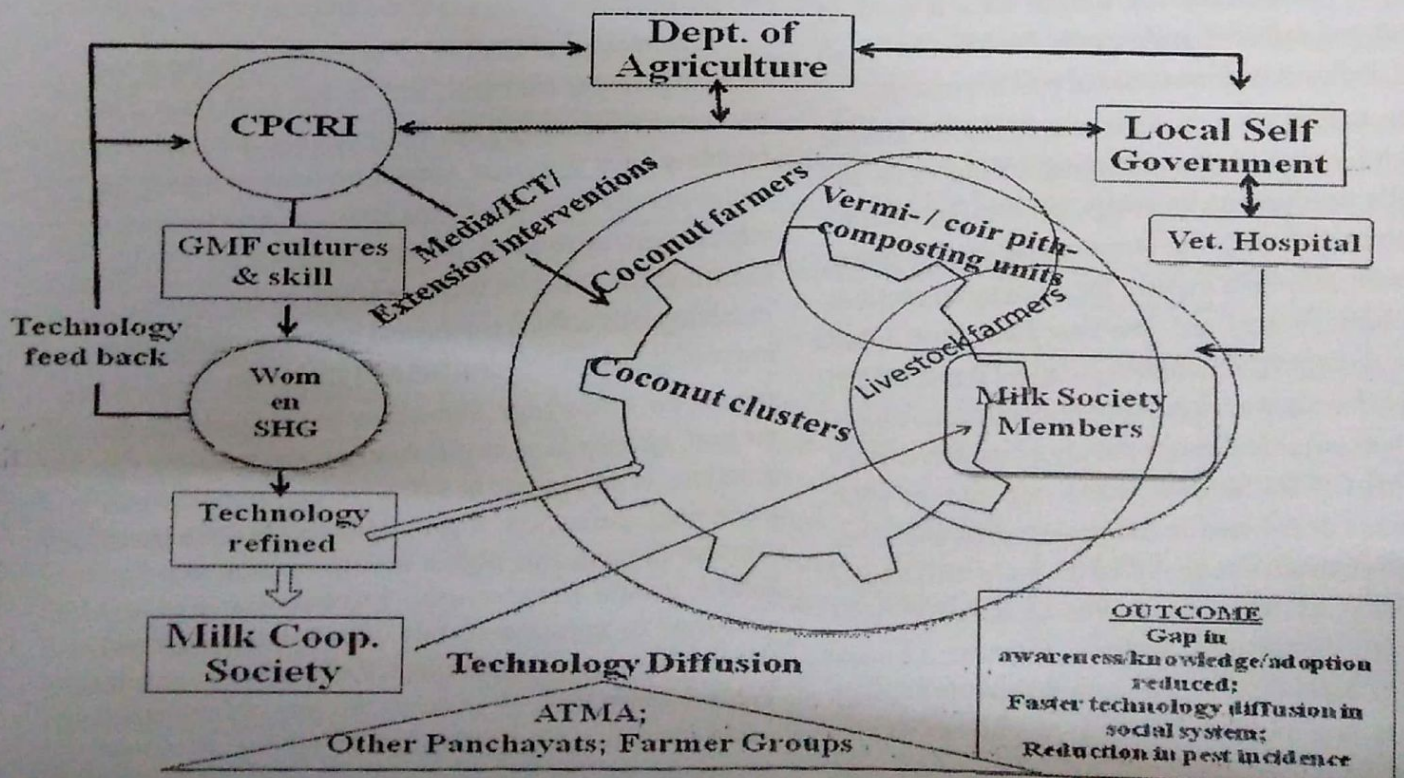 Dept. of
Agriculture
CPCRI
Local Self
Government
Media/ICT/
Extension interventions
Coconut farmers
Vermi- / coir pith-
composting units
GMF cultures
& skill
Vet. Hospital
Technology
feed back
Livestock farmers
Wom
en
SHG
Coconut clusters
Milk Society
Members
Technology
refined
Milk Coop.
Society
Technology Diffusion
ATMA;
Other Panchayats; Farmer Groups
OUTCOME
Gap in
awareness/knowledge/adoption
reduced;
Faster technology diffusion in
social system;
Reduction in pest incidence